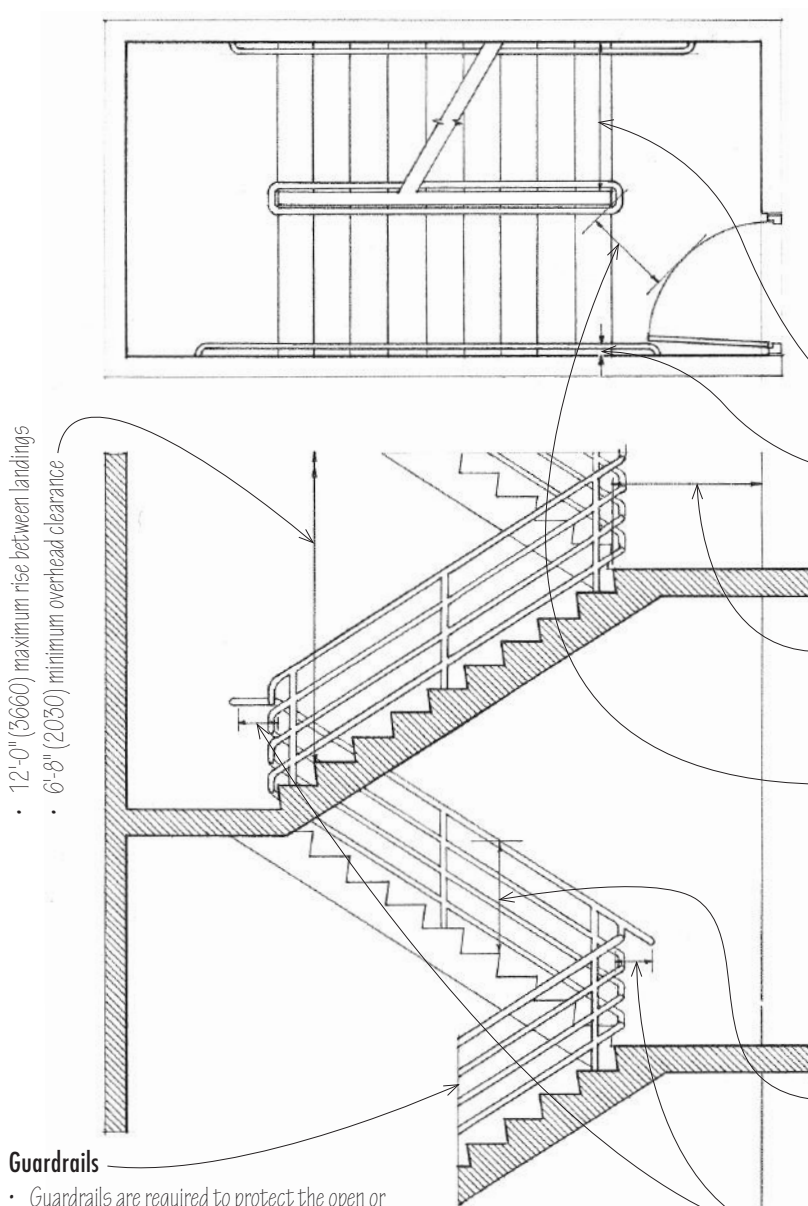 · 12'-0" (3660) maximum rise between landings
· 6'-8" (2030) minimum overhead clearance
Guardrails
· Guardrails are required to protect the open or